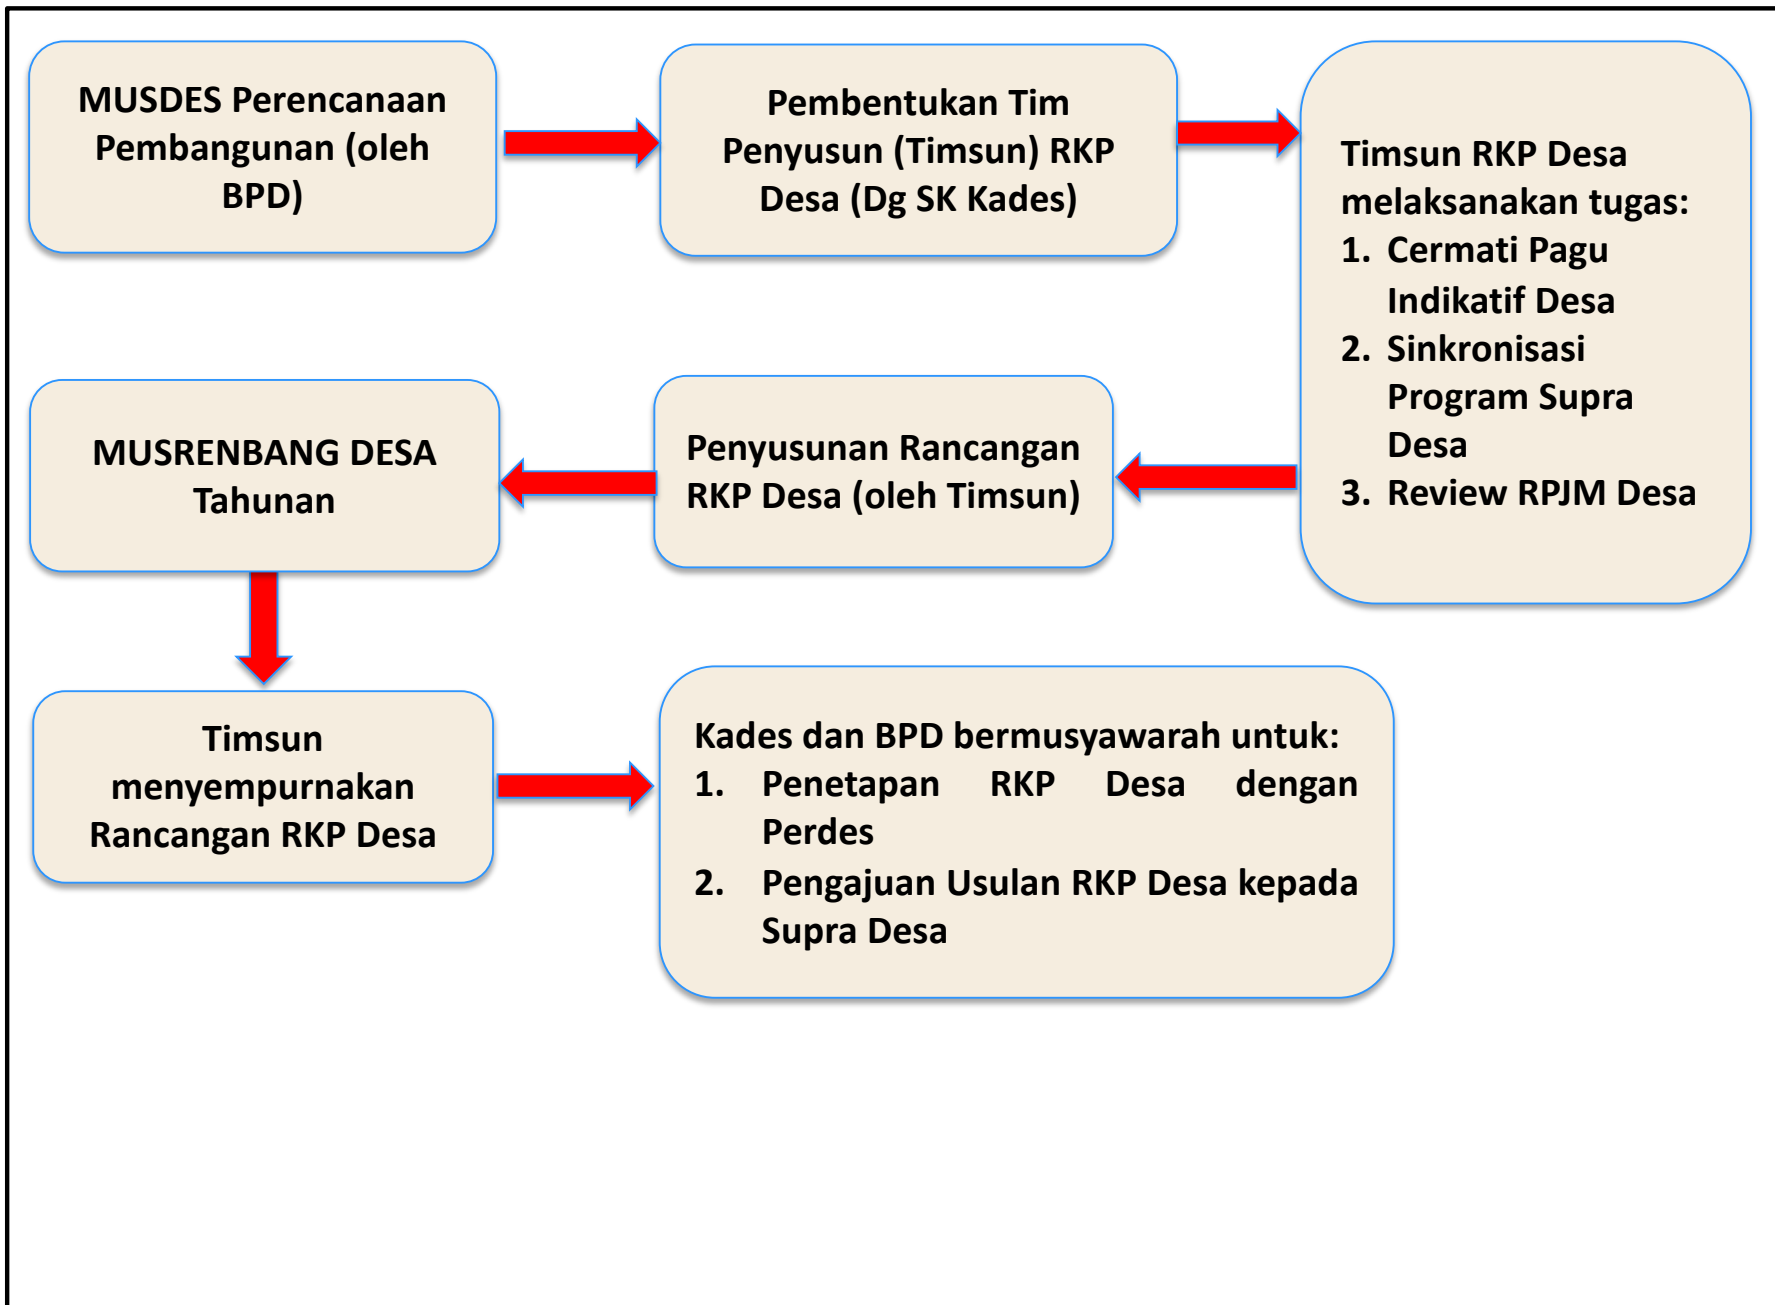 MUSDES Perencanaan
Pembangunan (oleh
BPD)
Pembentukan Tim
Penyusun (Timsun) RKP
Desa (Dg SK Kades)
Timsun RKP Desa
melaksanakan tugas:
1. Cermati Pagu
Indikatif Desa
2. Sinkronisasi
Program Supra
Desa
3. Review RPJM Desa
Penyusunan Rancangan
RKP Desa (oleh Timsun)
MUSRENBANG DESA
Tahunan
Timsun
menyempurnakan
Rancangan RKP Desa
Kades dan BPD bermusyawarah untuk:
1. Penetapan RKP Desa dengan
Perdes
2. Pengajuan Usulan RKP Desa kepada
Supra Desa